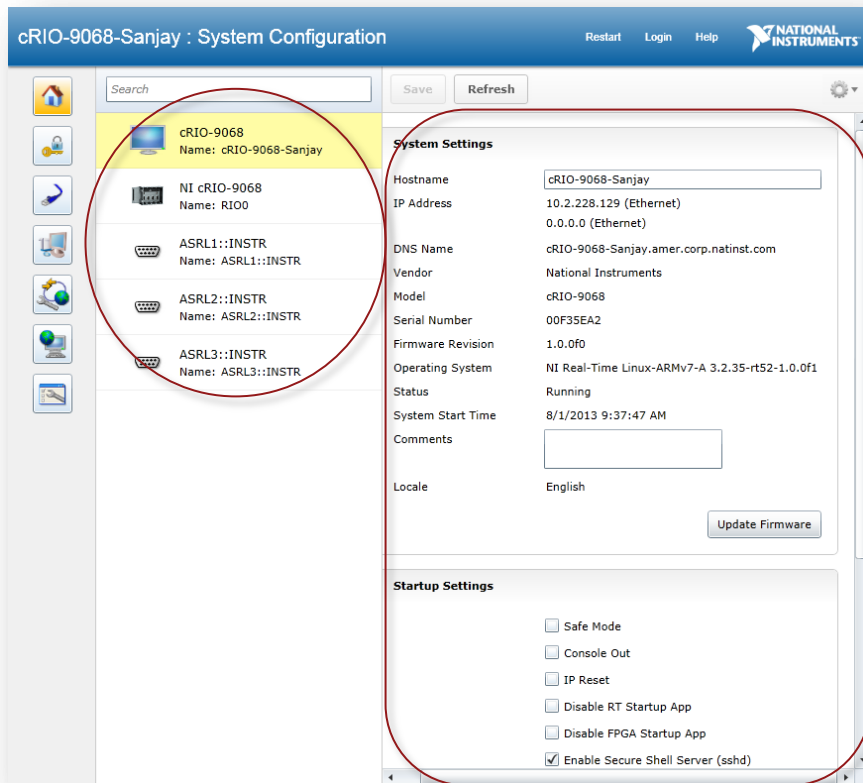 cRIO-9068-Sanjay : System Configuration
Restart Login Help
NATIONAL INSTRUMENTS
Search
cRIO-9068
Name: cRIO-9068-Sanjay
NI cRIO-9068
Name: RIO0
ASRL1::INSTR
Name: ASRL1::INSTR
ASRL2::INSTR
Name: ASRL2::INSTR
ASRL3::INSTR
Name: ASRL3::INSTR
Save Refresh
System Settings
Hostname cRIO-9068-Sanjay
IP Address 10.2.228.129 (Ethernet)
0.0.0.0 (Ethernet)
DNS Name cRIO-9068-Sanjay.amer.corp.natinst.com
Vendor National Instruments
Model cRIO-9068
Serial Number 00F35EA2
Firmware Revision 1.0.0f0
Operating System NI Real-Time Linux-ARMv7-A 3.2.35-rt52-1.0.0f1
Status Running
System Start Time 8/1/2013 9:37:47 AM
Comments
Locale English
Update Firmware
Startup Settings
Safe Mode
Console Out
IP Reset
Disable RT Startup App
Disable FPGA Startup App
Enable Secure Shell Server (sshd)